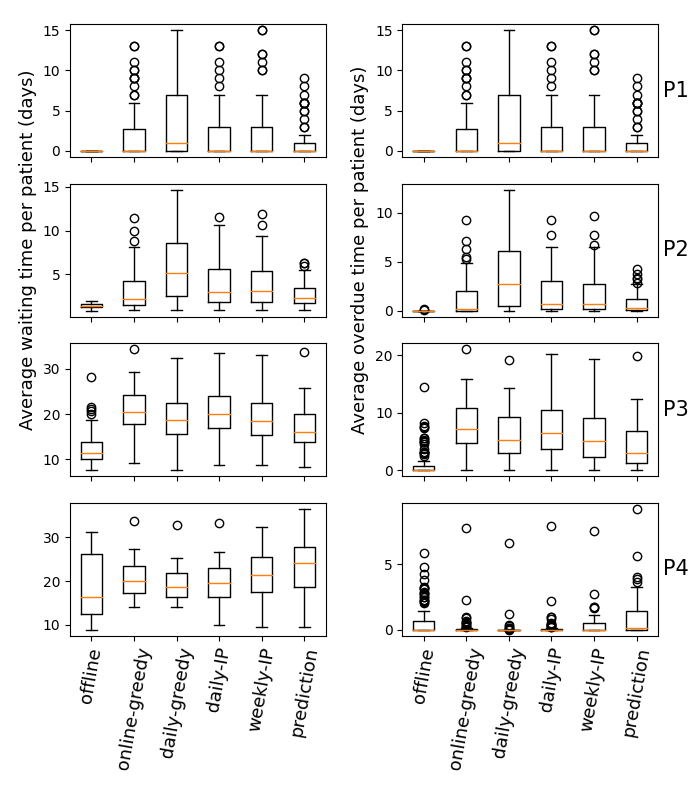 Average waiting time per patient (days)
Average overdue time per patient (days)
15
10
5
0
15
10
5
0
P1
15
10
5
10
5
0
P2
30
20
10
20
10
0
P3
30
20
10
5
0
P4
offline
online-greedy
daily-greedy
daily-IP
weekly-IP
prediction
offline
online-greedy
daily-greedy
daily-IP
weekly-IP
prediction